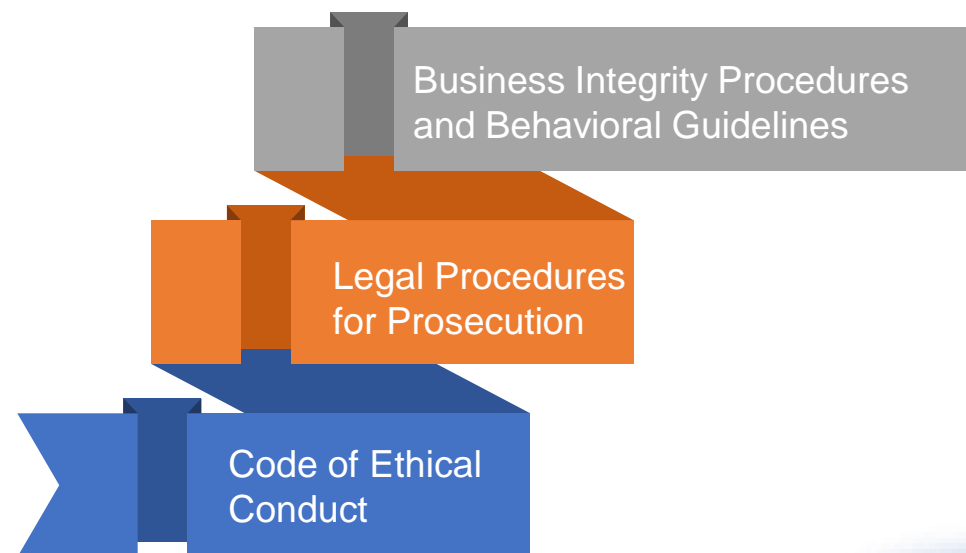 Business Integrity Procedures
and Behavioral Guidelines
Legal Procedures
for Prosecution
Code of Ethical
Conduct